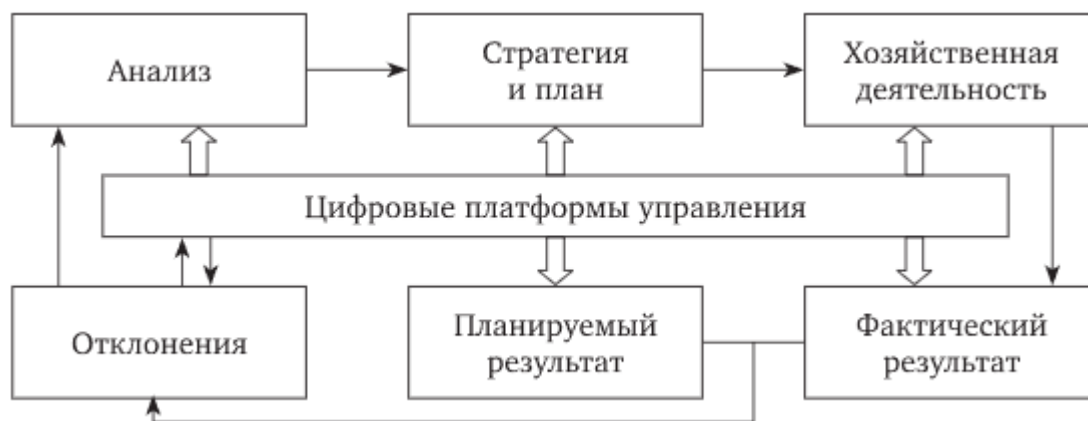 Анализ
Стратегия
и план
Хозяйственная
деятельность
Цифровые платформы управления
Отклонения
Планируемый
результат
Фактический
результат